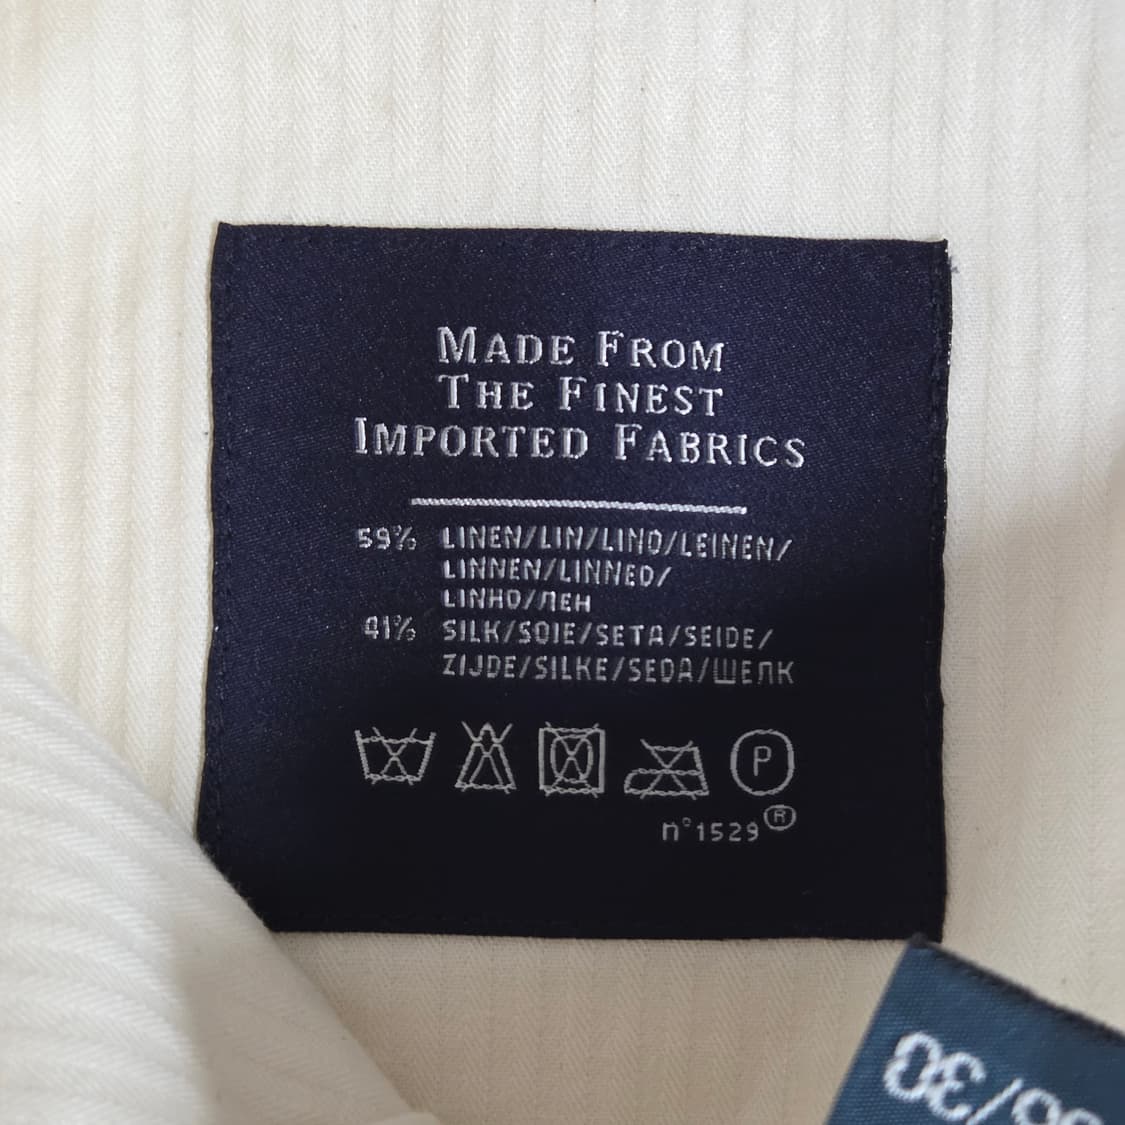 MADE FROM
THE FINEST
IMPORTED FABRICS
59% LINEN/LIN/LINO/LEINEN/
LINNEN/LINNED/
LINHO/ЛЕН
41% SILK/SOIE/SETA/SEIDE/
ZIJDE/SILKE/SEDA/ШЕЛК
P
n°1529®